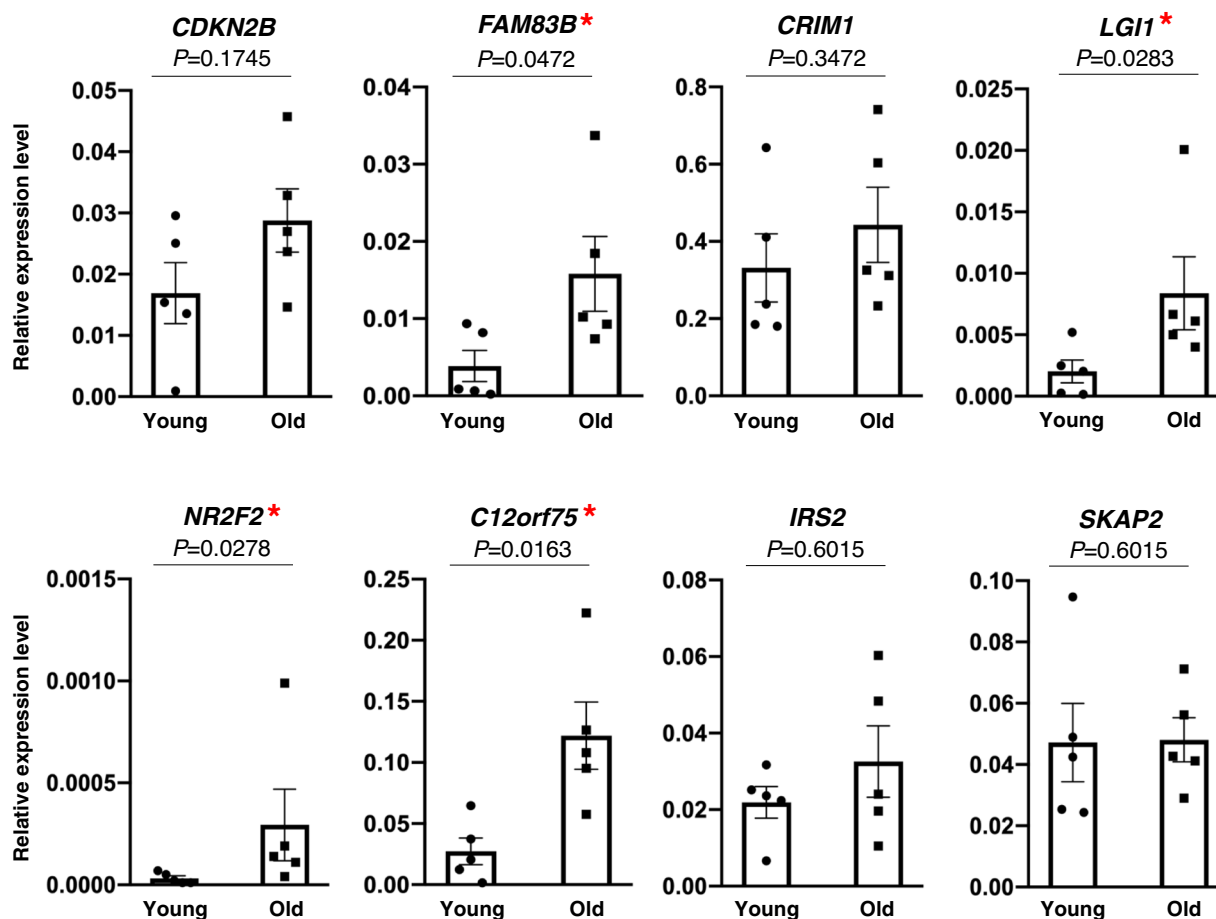 CDKN2B
P=0.1745
Relative expression level
0.05
0.04
0.03
0.02
0.01
0.00
Young Old
FAM83B*
P=0.0472
0.04
0.03
0.02
0.01
0.00
Young Old
CRIM1
P=0.3472
0.8
0.6
0.4
0.2
0.0
Young Old
LGI1*
P=0.0283
0.025
0.020
0.015
0.010
0.005
0.000
Young Old
NR2F2*
P=0.0278
Relative expression level
0.0015
0.0010
0.0005
0.0000
Young Old
C12orf75*
P=0.0163
0.25
0.20
0.15
0.10
0.05
0.00
Young Old
IRS2
P=0.6015
0.08
0.06
0.04
0.02
0.00
Young Old
SKAP2
P=0.6015
0.10
0.08
0.06
0.04
0.02
0.00
Young Old